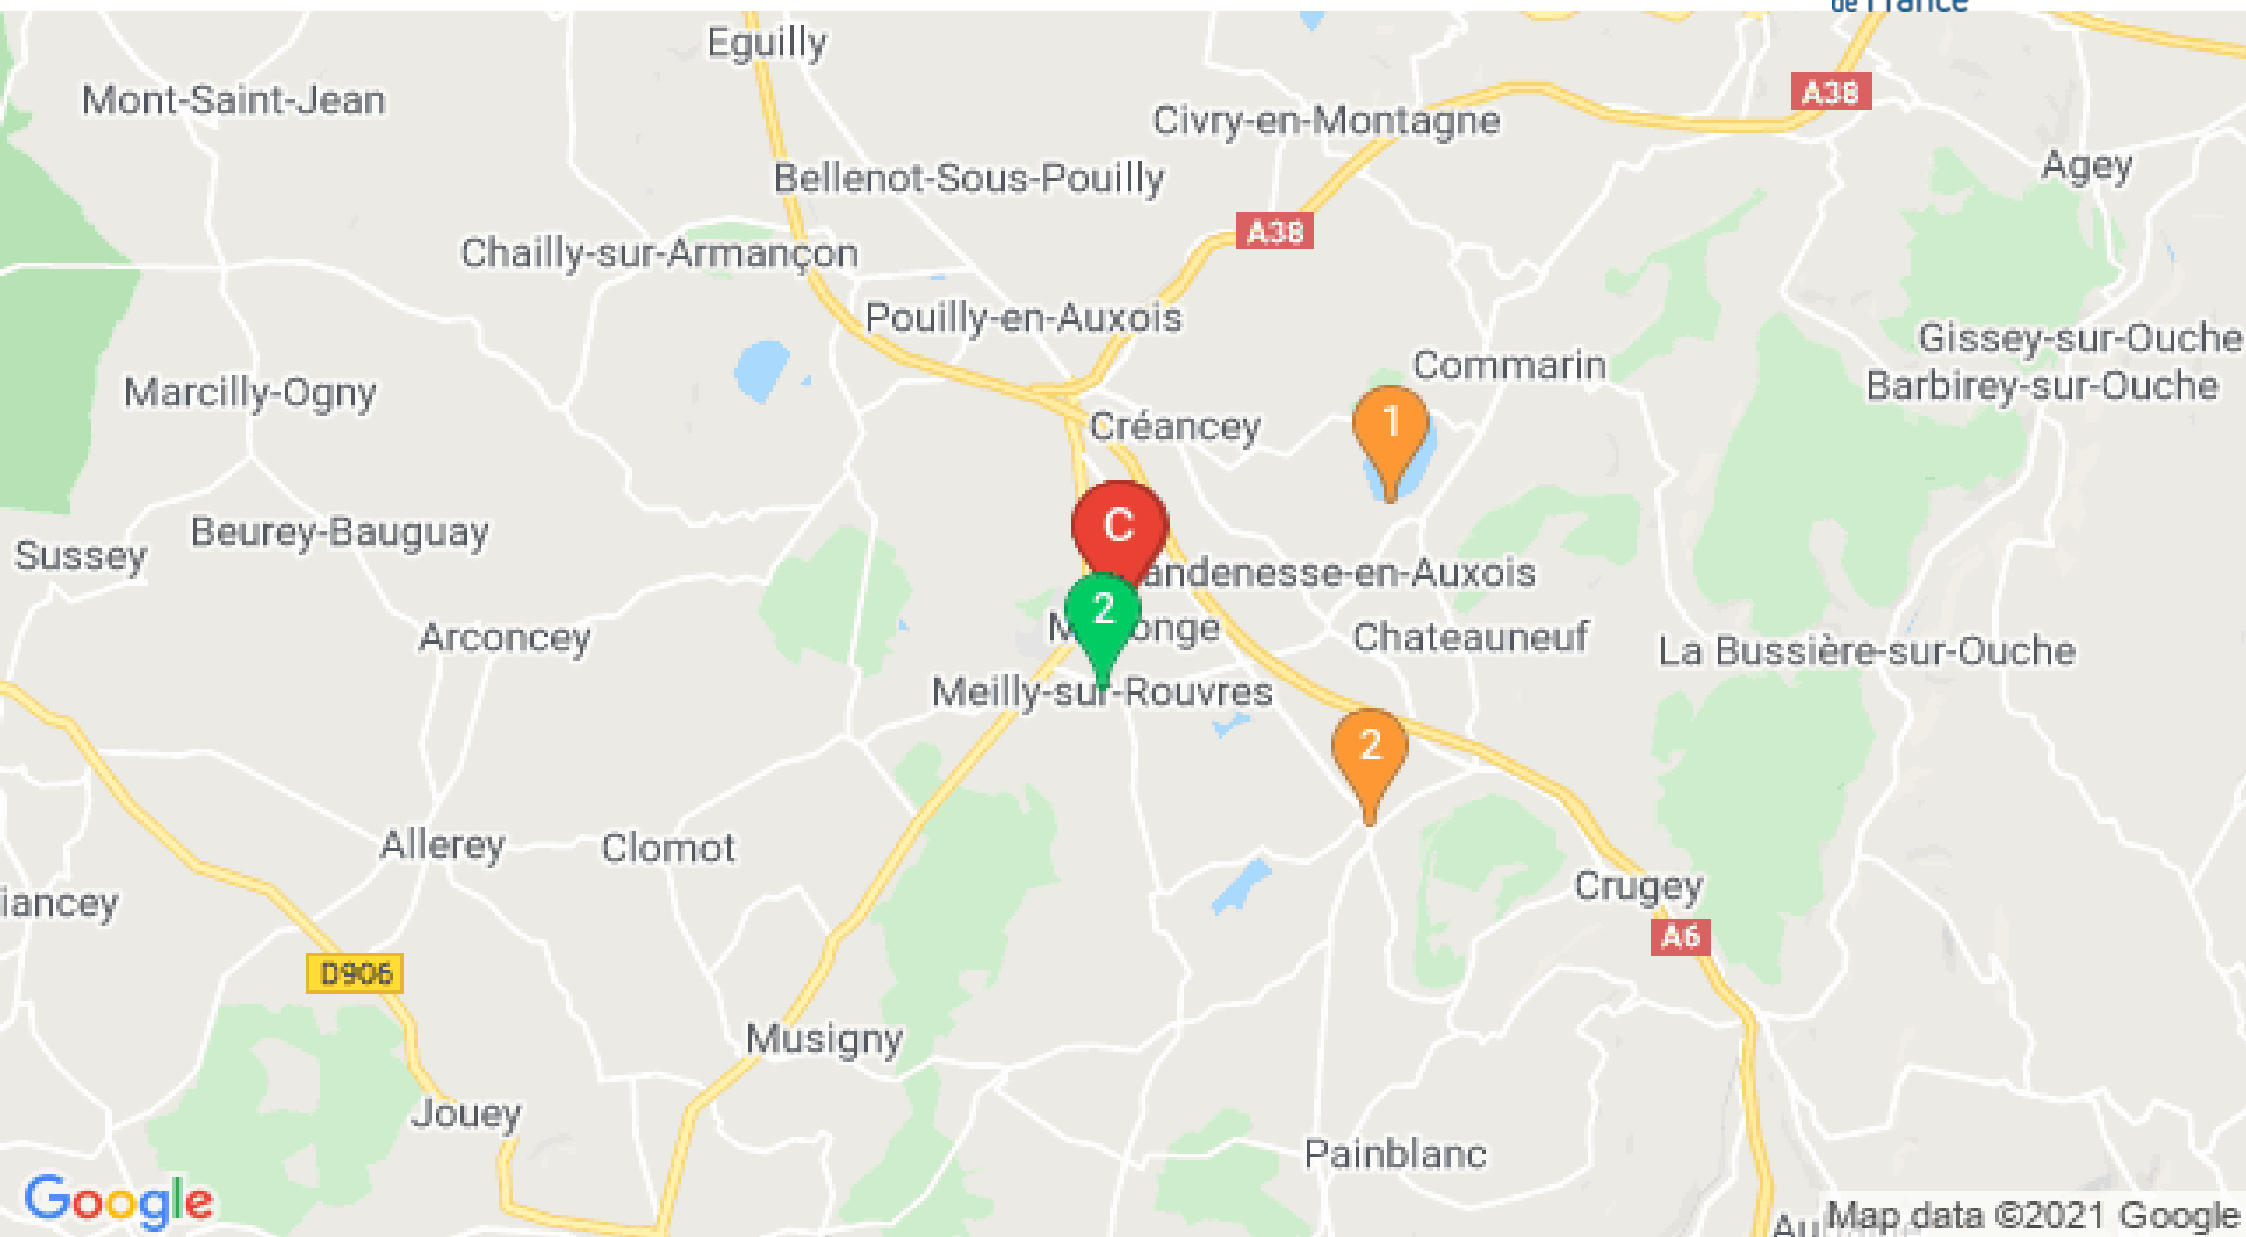 de France
Eguilly
Mont-Saint-Jean
A38
Civry-en-Montagne
Agey
Bellenot-Sous-Pouilly
A38
Chailly-sur-Armançon
Pouilly-en-Auxois
Gissey-sur-Ouche
Commarin
Barbirey-sur-Ouche
Marcilly-Ogny
1
Créancey
C
Beurey-Bauguay
Sussey
andenesse-en-Auxois
2
Arconcey
Chateauneuf
La Bussière-sur-Ouche
Meilly-sur-Rouvres
2
Allerey
Clomot
Crugey
iancey
A6
D906
Musigny
Jouey
Painblanc
Google
Map data ©2021 Google